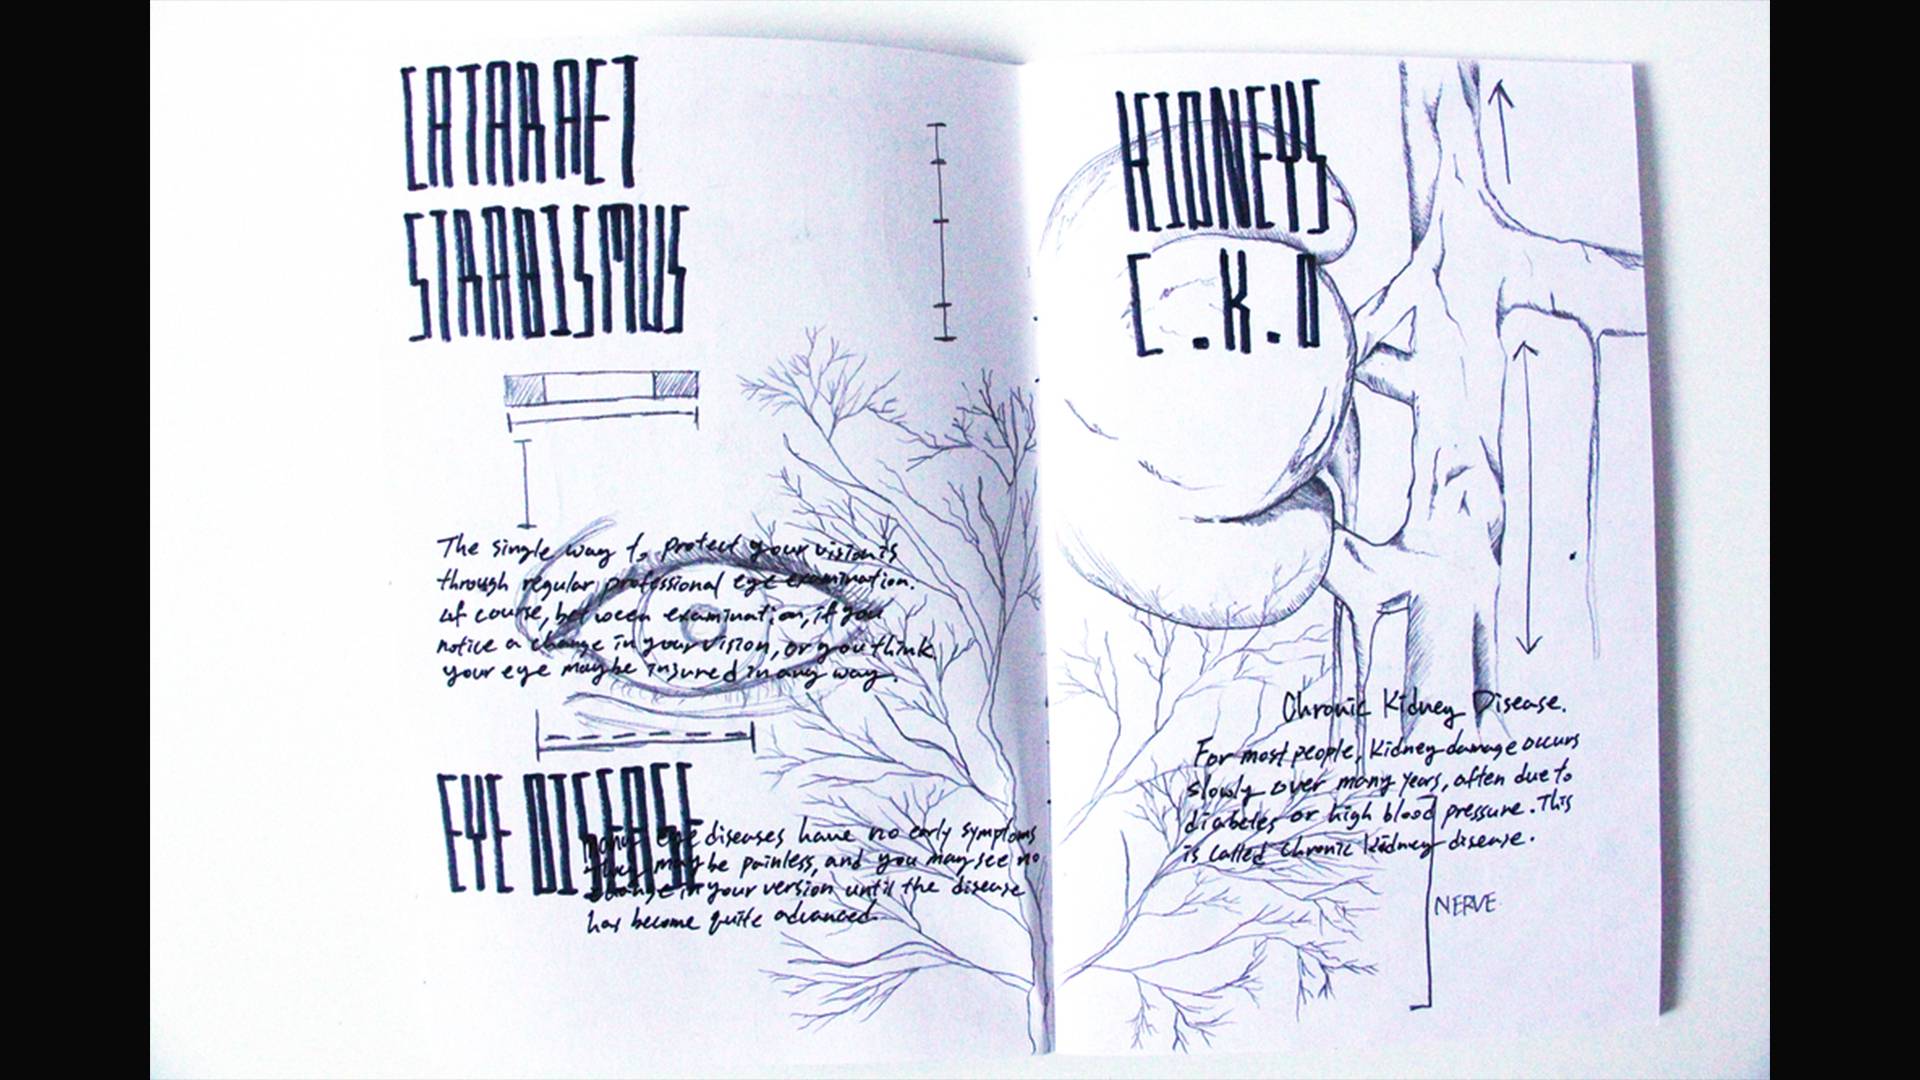 CATARAET
STRABISMUS
The single way to protect your vision is
through regular professional eye examination.
of course, between examination, if you
notice a change in your vision, or you think
your eye may be insured in any way.
EYE DISEASE
many eye diseases have no early symptoms
They may be painless, and you may see no
change in your version until the disease
has become quite advanced.
KIDNEYS
C.K.D
Chronic Kidney Disease.
For most people, kidney damage occurs
slowly over many years, often due to
diabetes or high blood pressure. This
is called chronic kidney disease.
NERVE